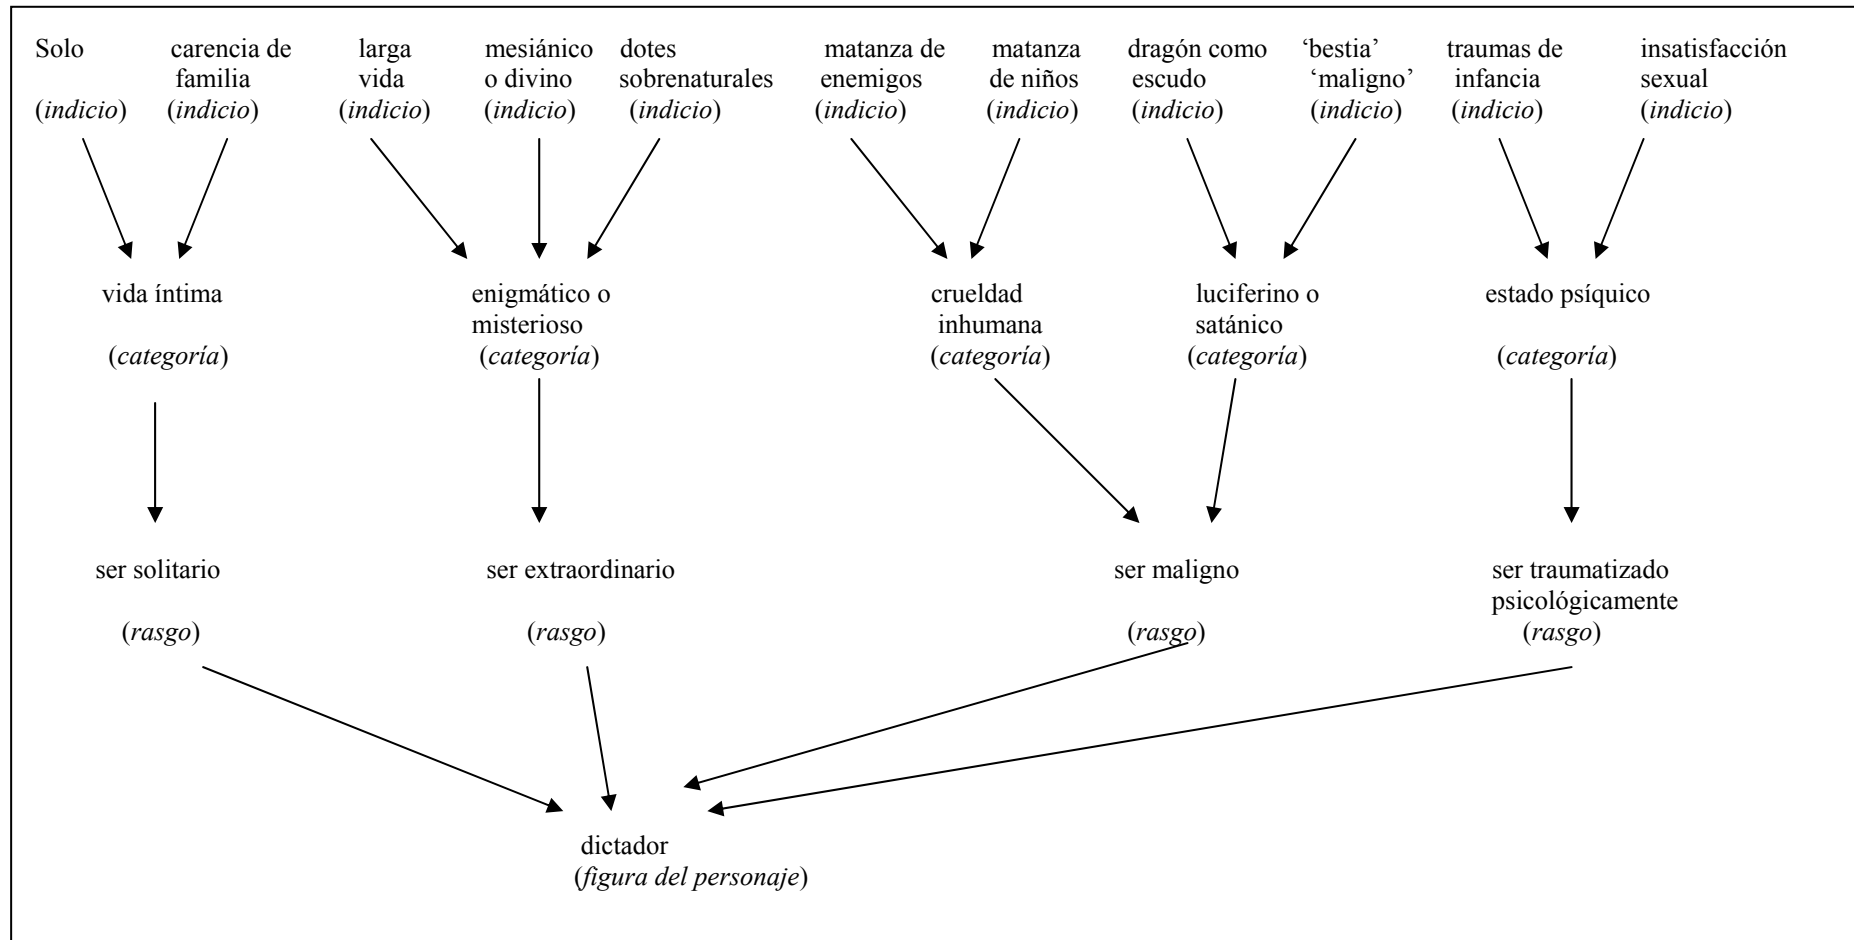 Solo
(indicio)
carencia de
familia
(indicio)
larga
vida
(indicio)
mesiánico
o divino
(indicio)
dotes
sobrenaturales
(indicio)
matanza de
enemigos
(indicio)
matanza
de niños
(indicio)
dragón como
escudo
(indicio)
‘bestia’
‘maligno’
(indicio)
traumas de
infancia
(indicio)
insatisfacción
sexual
(indicio)
vida íntima
(categoría)
enigmático o
misterioso
(categoría)
crueldad
inhumana
(categoría)
luciferino o
satánico
(categoría)
estado psíquico
(categoría)
ser solitario
(rasgo)
ser extraordinario
(rasgo)
ser maligno
(rasgo)
ser traumatizado
psicológicamente
(rasgo)
dictador
(figura del personaje)